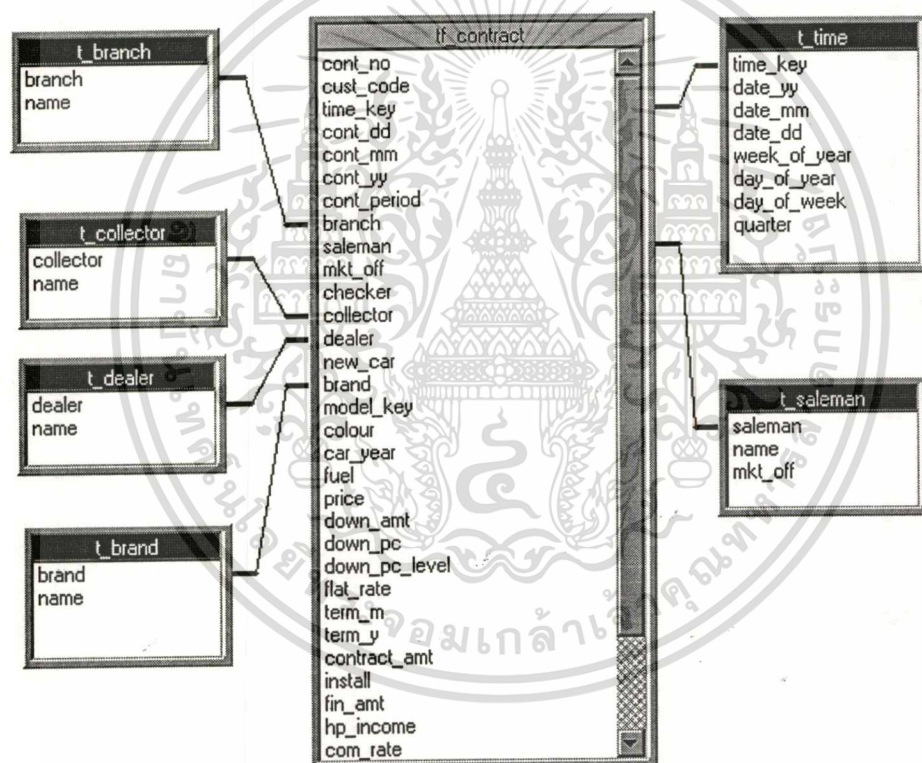 t_branch
branch
name
t_collector
collector
name
t_dealer
dealer
name
t_brand
brand
name
tf_contract
cont_no
cust_code
time_key
cont_dd
cont_mm
cont_yy
cont_period
branch
saleman
mkt_off
checker
collector
dealer
new_car
brand
model_key
colour
car_year
fuel
price
down_amt
down_pc
down_pc_level
flat_rate
term_m
term_y
contract_amt
install
fin_amt
hp_income
com_rate
t_time
time_key
date_yy
date_mm
date_dd
week_of_year
day_of_year
day_of_week
quarter
t_saleman
saleman
name
mkt_off